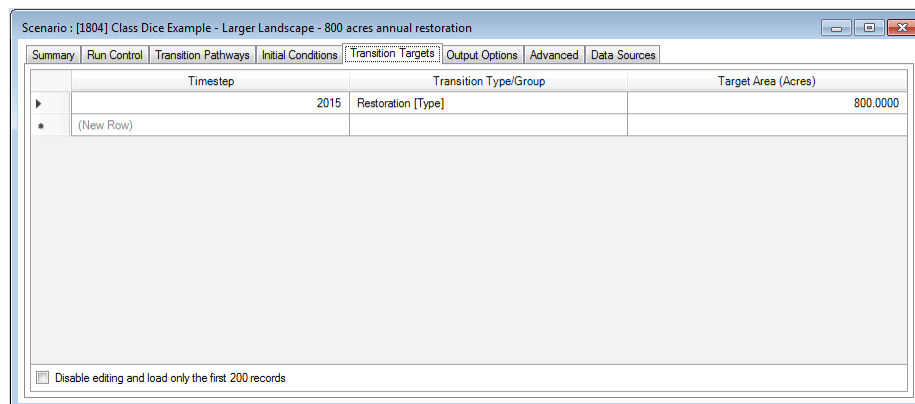 Scenario : [1804] Class Dice Example - Larger Landscape - 800 acres annual restoration
Summary Run Control Transition Pathways Initial Conditions Transition Targets Output Options Advanced Data Sources
Timestep Transition Type/Group Target Area (Acres)
2015 Restoration [Type] 800.0000
(New Row)
Disable editing and load only the first 200 records